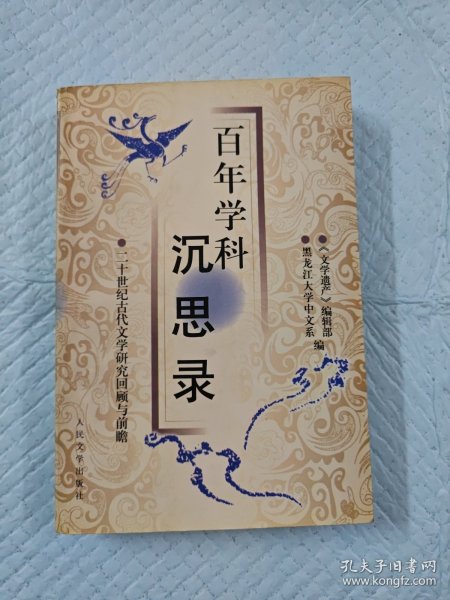 百年学科
沉思录
《文学遗产》编辑部
黑龙江大学中文系
编
二十世纪古代文学研究回顾与前瞻
人民文学出版社
孔夫子旧书网
www.kongfz.com